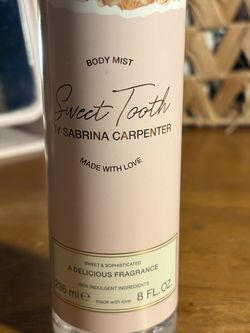 BODY MIST
Sweet Tooth
Y SABRINA CARPENTER
MADE WITH LOVE
SWEET & SOPHISTICATED
A DELICIOUS FRAGRANCE
100% INDULGENT INGREDIENTS
236 ml ℮ made with love 8 FL.OZ.